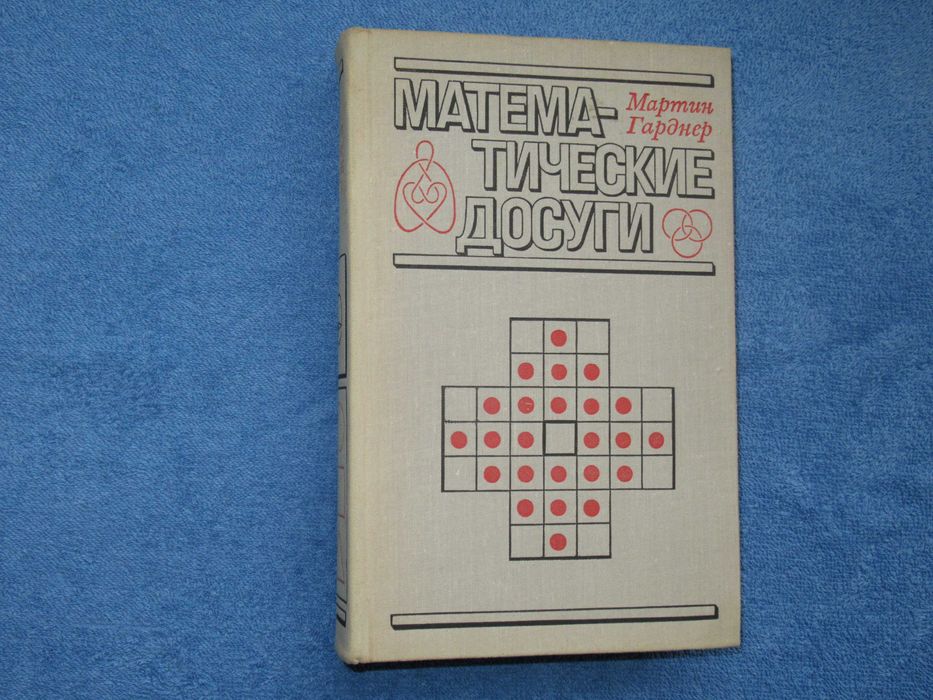 Мартин
Гарднер
МАТЕМА-
ТИЧЕСКИЕ
ДОСУГИ